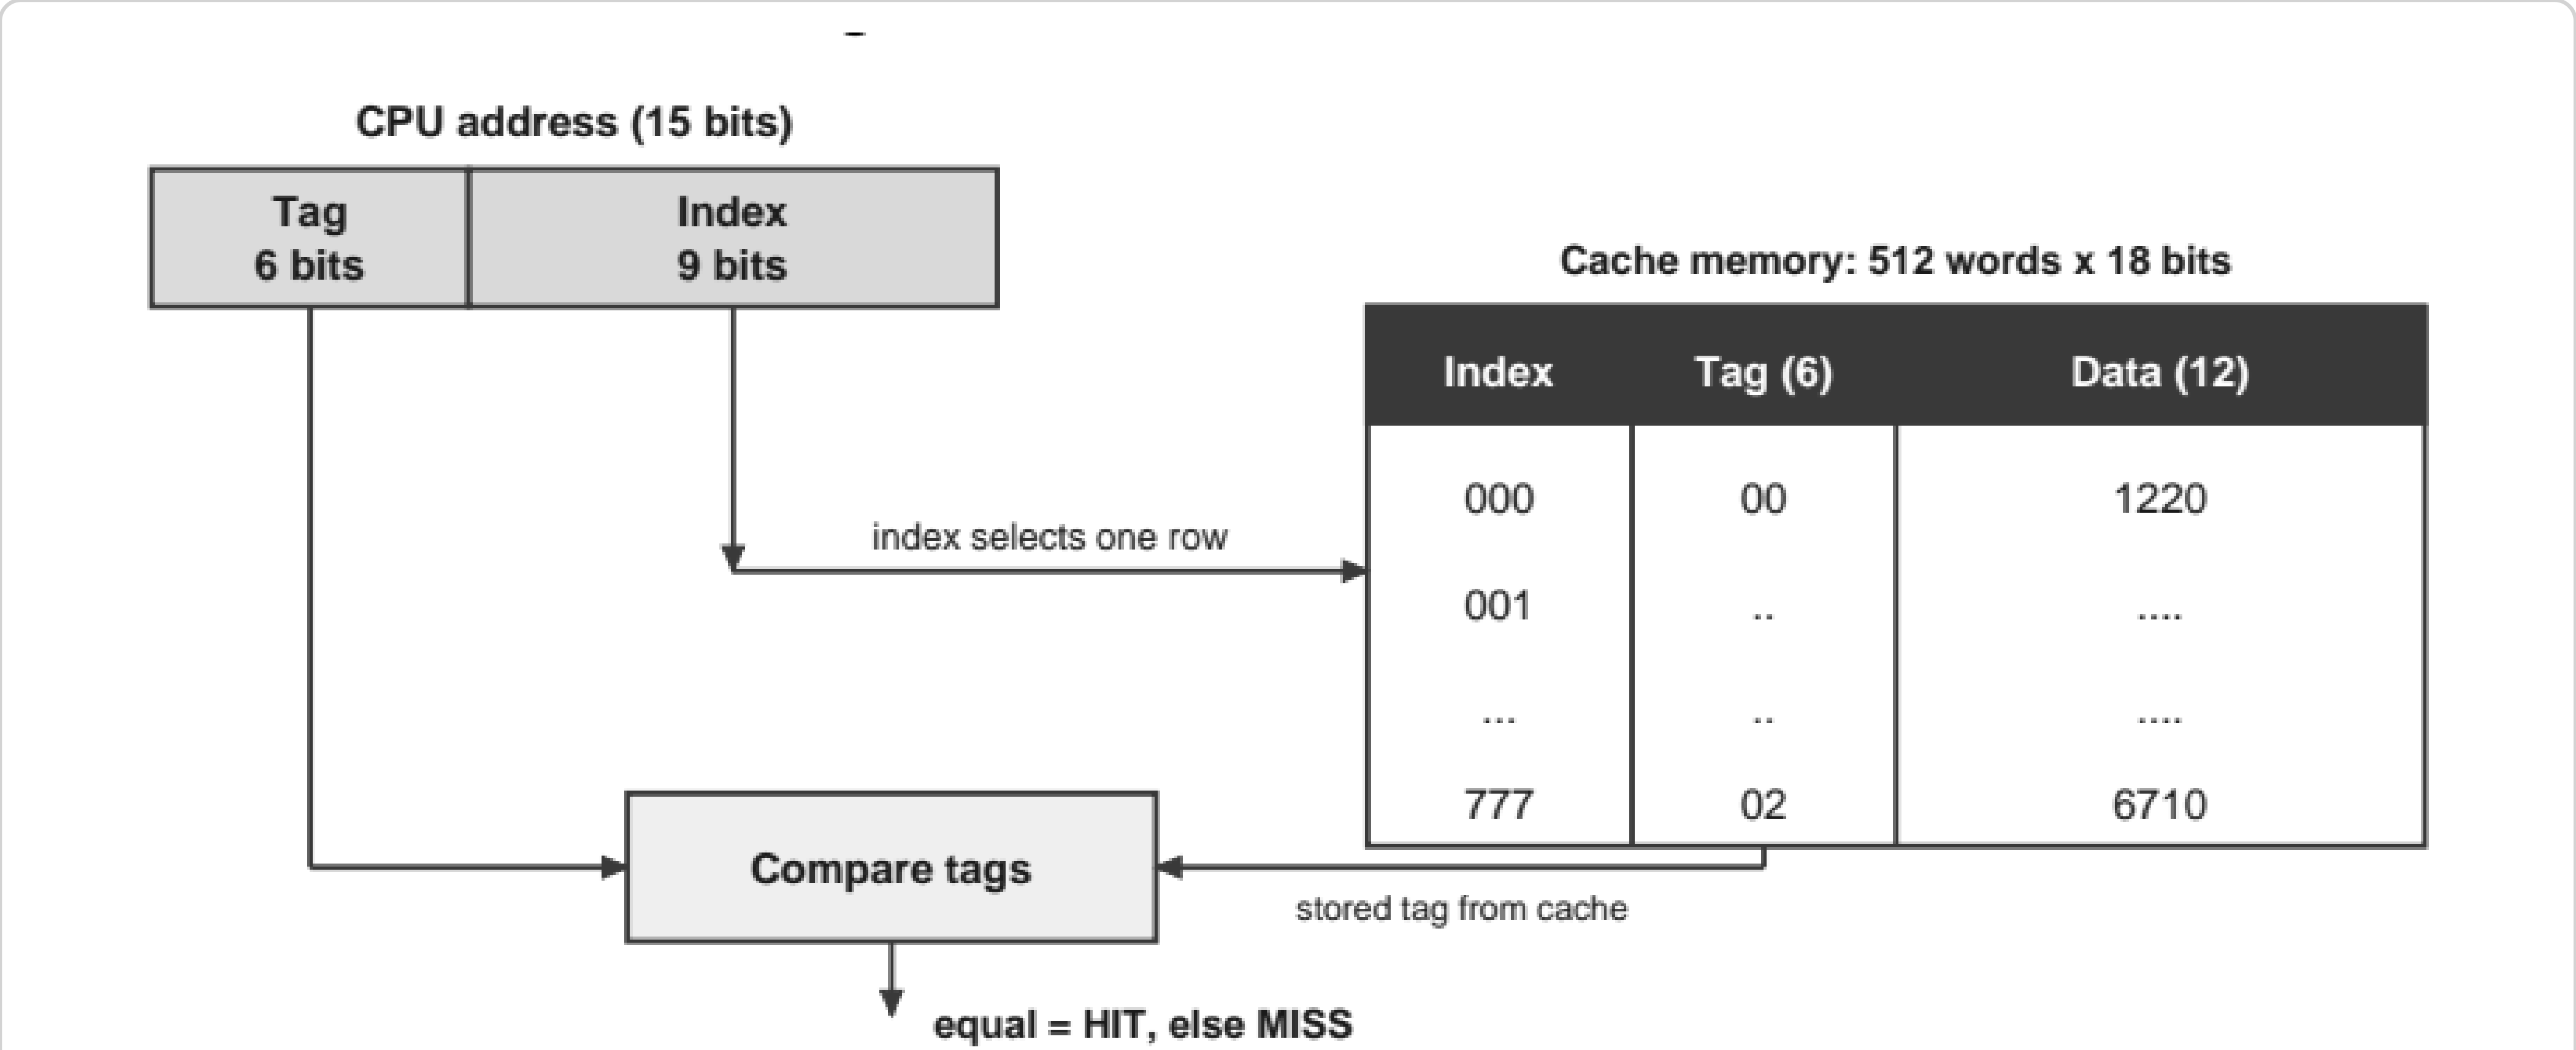 CPU address (15 bits)
Tag
6 bits
Index
9 bits
Cache memory: 512 words x 18 bits
Index Tag (6) Data (12)
000 00 1220
index selects one row
001 .. ....
... .. ....
777 02 6710
Compare tags
stored tag from cache
equal = HIT, else MISS